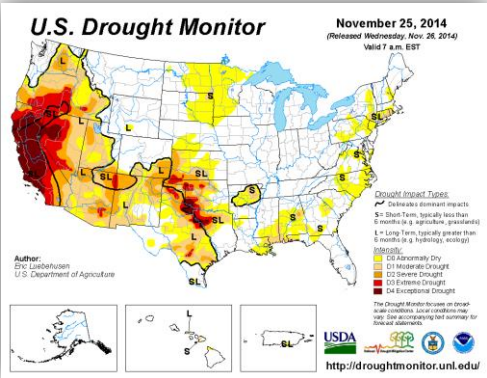 U.S. Drought Monitor
November 25, 2014
(Released Wednesday, Nov. 26, 2014)
Valid 7 a.m. EST
L
S
SL
L
L
L
SL
SL
L
SL
L
L
SL
S
S
S
S
S
S
SL
L
S
SL
Author:
Eric Luebehusen
U.S. Department of Agriculture
Drought Impact Types:
Delineates dominant impacts
S = Short-Term, typically less than
6 months (e.g. agriculture, grasslands)
L = Long-Term, typically greater than
6 months (e.g. hydrology, ecology)
Intensity:
D0 Abnormally Dry
D1 Moderate Drought
D2 Severe Drought
D3 Extreme Drought
D4 Exceptional Drought
The Drought Monitor focuses on broad-
scale conditions. Local conditions may
vary. See accompanying text summary for
forecast statements.
USDA
http://droughtmonitor.unl.edu/